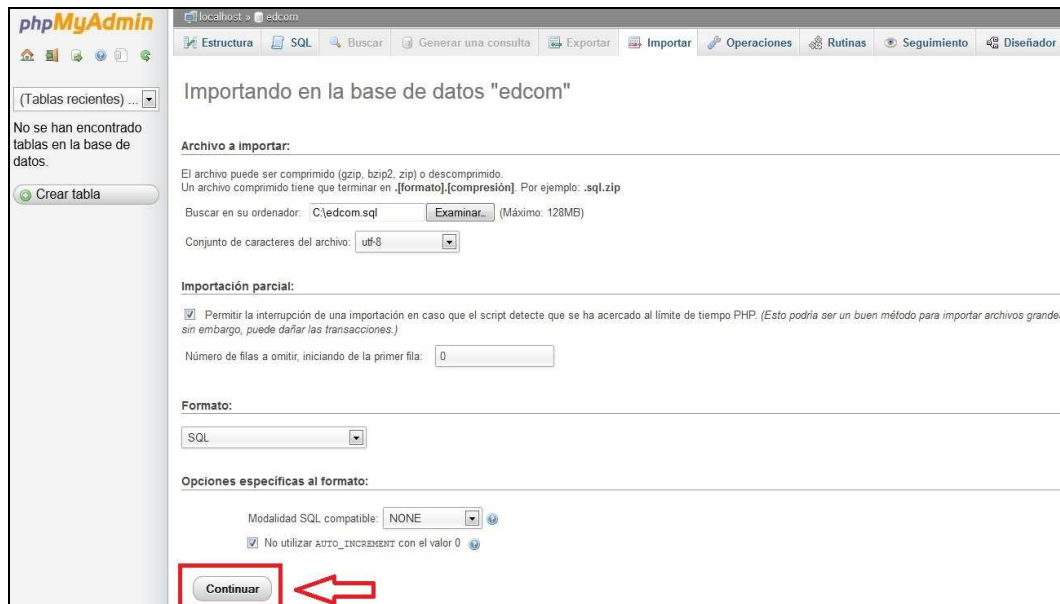 phpMyAdmin
localhost » edcom
Estructura SQL Buscar Generar una consulta Exportar Importar Operaciones Rutinas Seguimiento Diseñador
(Tablas recientes) ...
No se han encontrado
tablas en la base de
datos.
Crear tabla
Importando en la base de datos "edcom"
Archivo a importar:
El archivo puede ser comprimido (gzip, bzip2, zip) o descomprimido.
Un archivo comprimido tiene que terminar en .[formato].[compresión]. Por ejemplo: .sql.zip
Buscar en su ordenador: C:\edcom.sql Examinar... (Máximo: 128MB)
Conjunto de caracteres del archivo: utf-8
Importación parcial:
Permitir la interrupción de una importación en caso que el script detecte que se ha acercado al límite de tiempo PHP. (Esto podría ser un buen método para importar archivos grande
sin embargo, puede dañar las transacciones.)
Número de filas a omitir, iniciando de la primer fila: 0
Formato:
SQL
Opciones específicas al formato:
Modalidad SQL compatible: NONE
No utilizar AUTO_INCREMENT con el valor 0
Continuar